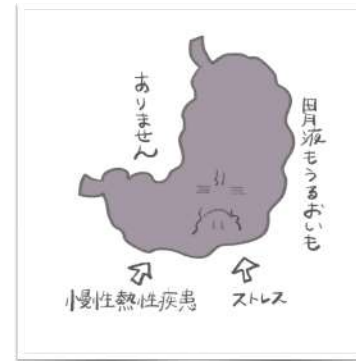 胃液もうるおいも
ありません
慢性熱性疾患
ストレス